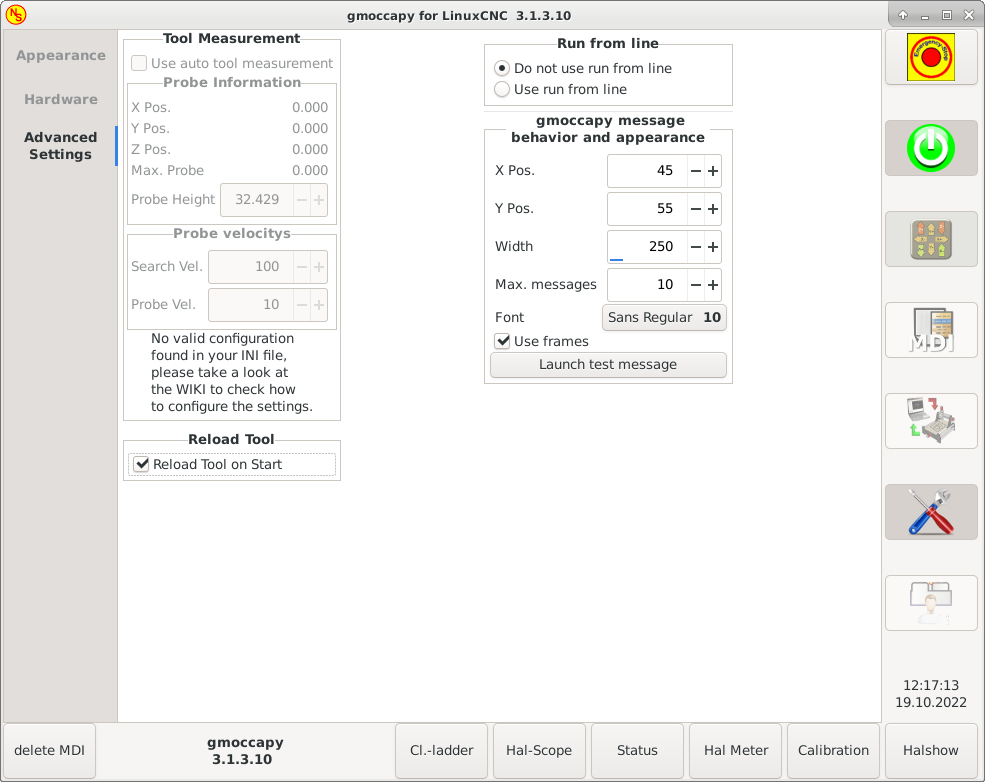 NS
gmoccapy for LinuxCNC 3.1.3.10
Appearance
Hardware
Advanced
Settings
Tool Measurement
Use auto tool measurement
Probe Information
X Pos. 0.000
Y Pos. 0.000
Z Pos. 0.000
Max. Probe 0.000
Probe Height 32.429
Probe velocitys
Search Vel. 100
Probe Vel. 10
No valid configuration
found in your INI file,
please take a look at
the WIKI to check how
to configure the settings.
Reload Tool
Reload Tool on Start
Run from line
Do not use run from line
Use run from line
gmoccapy message
behavior and appearance
X Pos. 45
Y Pos. 55
Width 250
Max. messages 10
Font Sans Regular 10
Use frames
Launch test message
Emergency-Stop
MDI
12:17:13
19.10.2022
delete MDI
gmoccapy
3.1.3.10
Cl.-ladder
Hal-Scope
Status
Hal Meter
Calibration
Halshow